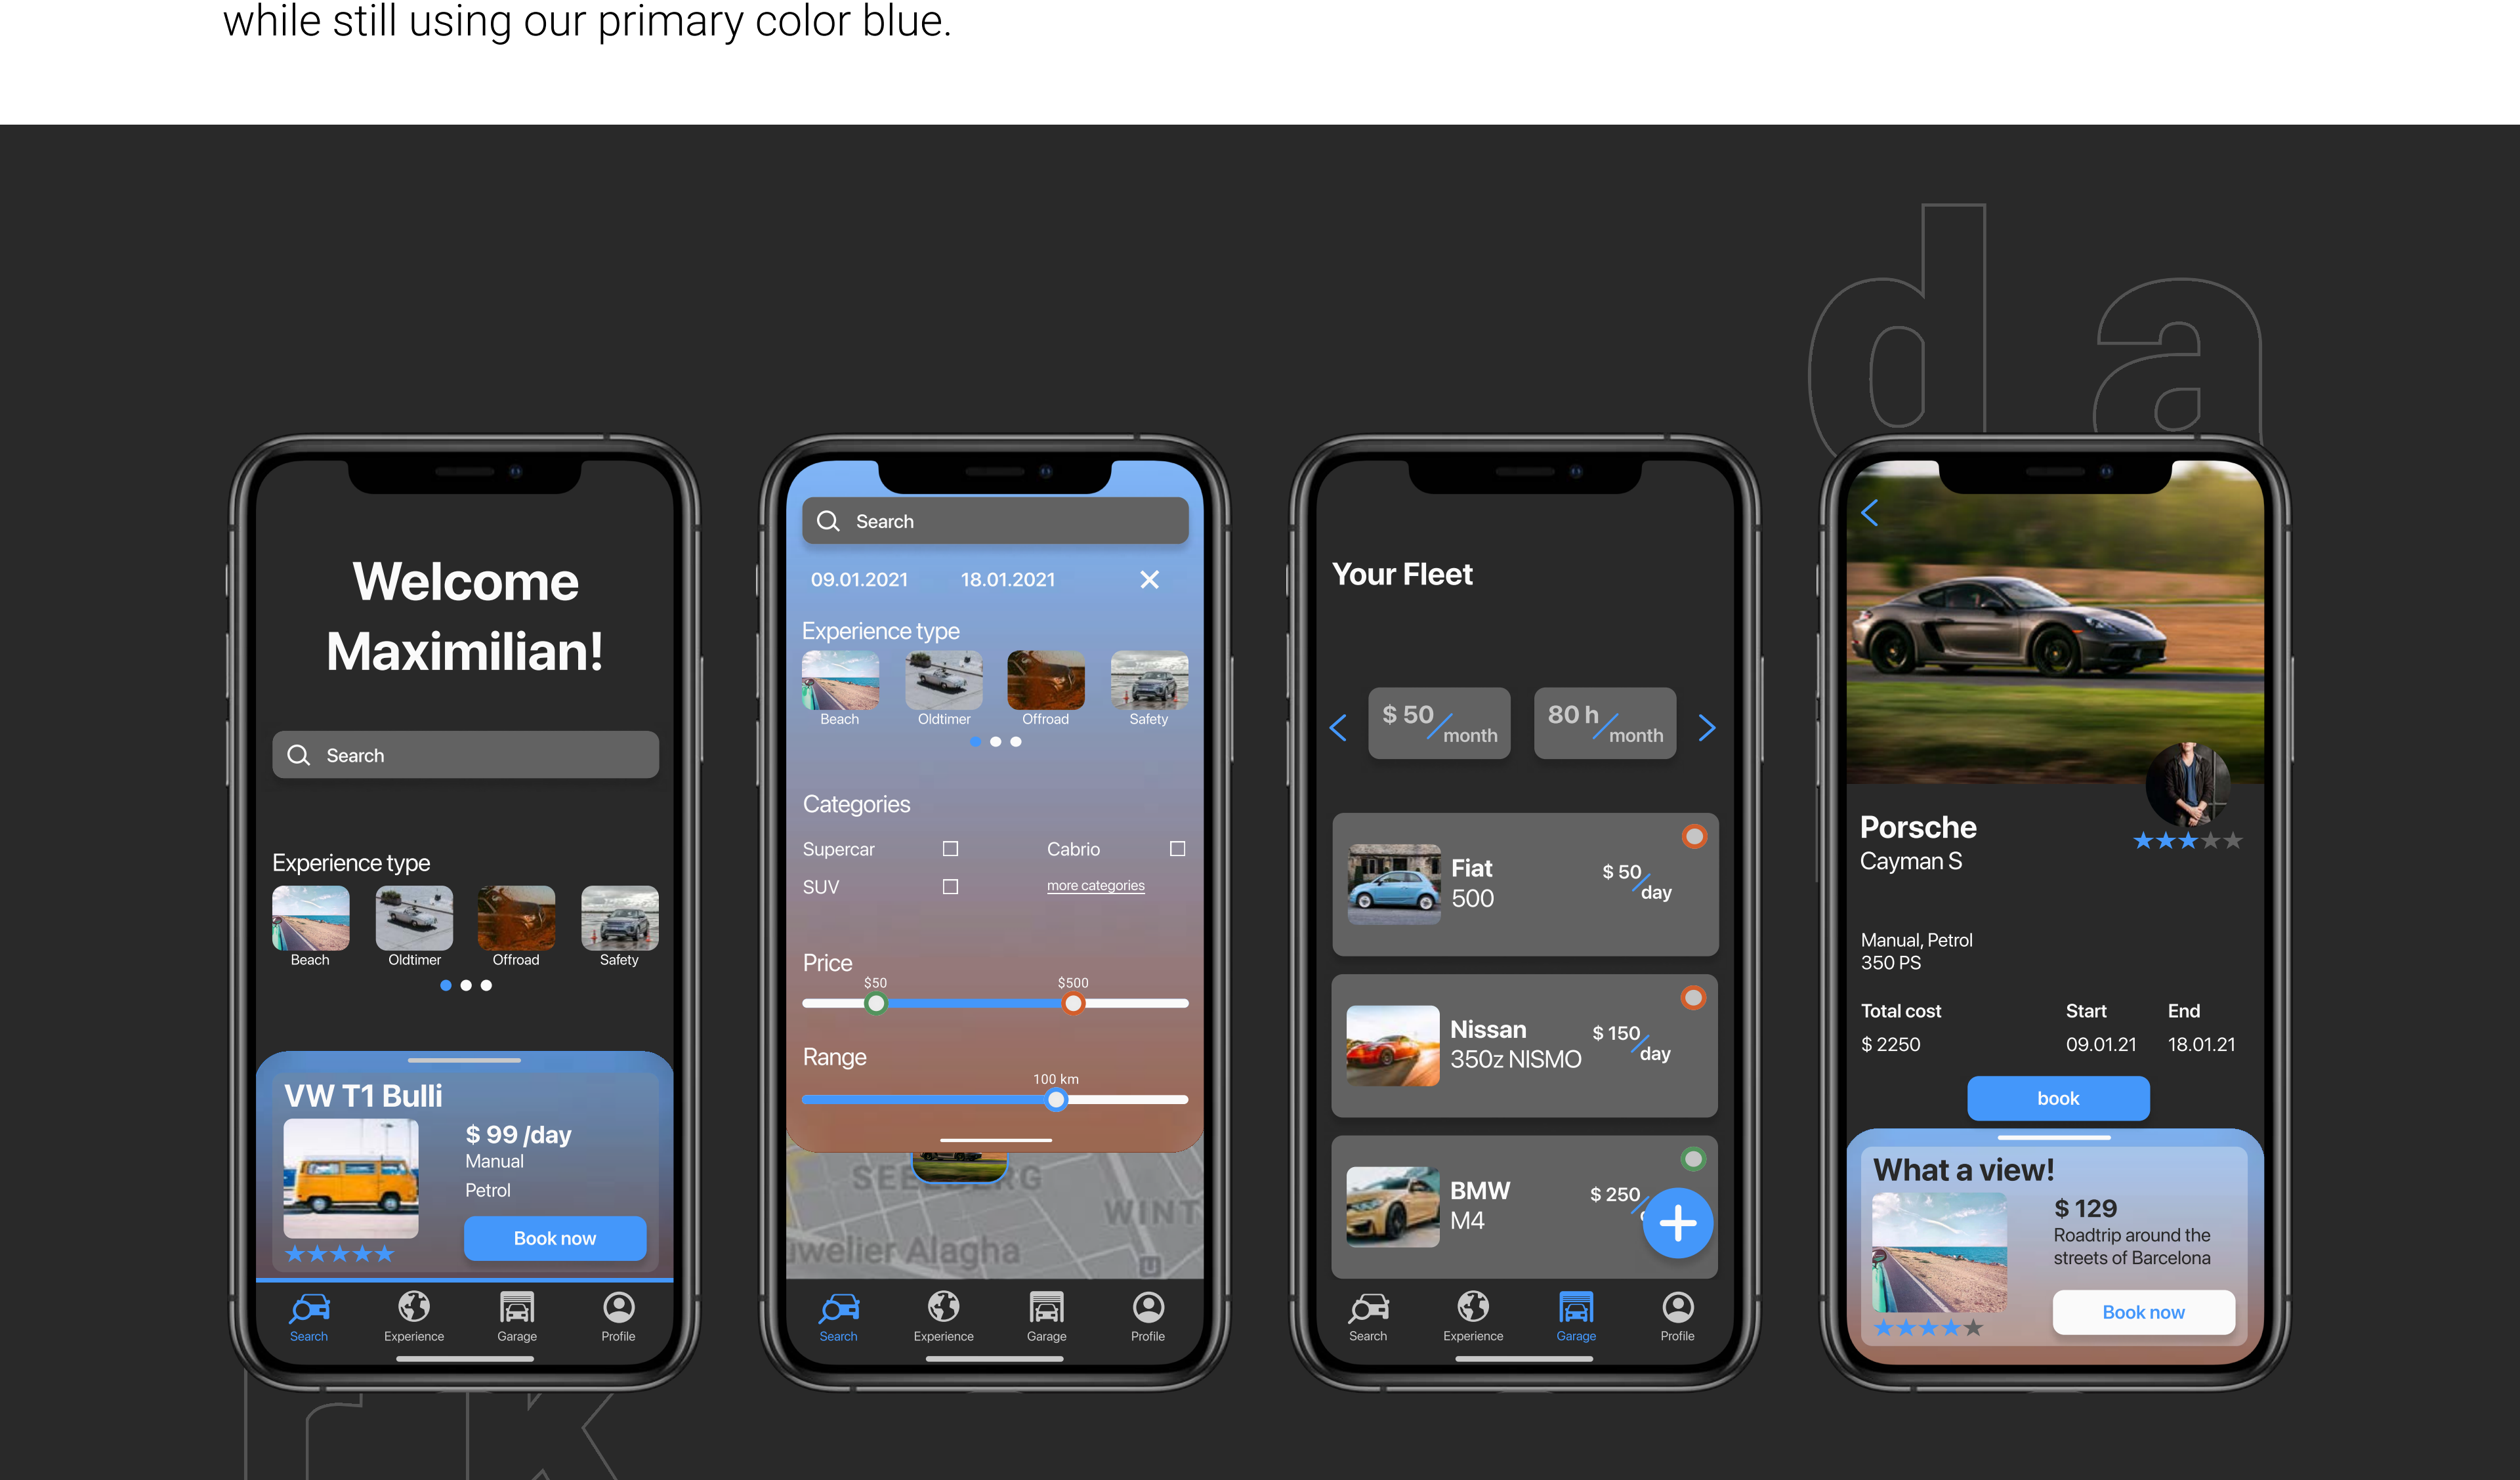 while still using our primary color blue.
d a
Welcome
Maximilian!
Search
Experience type
Beach Oldtimer Offroad Safety
VW T1 Bulli
$ 99 /day
Manual
Petrol
Book now
Search Experience Garage Profile
Search
09.01.2021 18.01.2021
Experience type
Beach Oldtimer Offroad Safety
Categories
Supercar Cabrio
SUV more categories
Price
$50 $500
Range
100 km
SEELBERG
WINT
uwelier Alagha
U
Search Experience Garage Profile
Your Fleet
$ 50 / month
80 h / month
Fiat
500
$ 50 / day
Nissan
350z NISMO
$ 150 / day
BMW
M4
$ 250 /
Search Experience Garage Profile
Porsche
Cayman S
Manual, Petrol
350 PS
Total cost Start End
$ 2250 09.01.21 18.01.21
book
What a view!
$ 129
Roadtrip around the
streets of Barcelona
Book now
r k